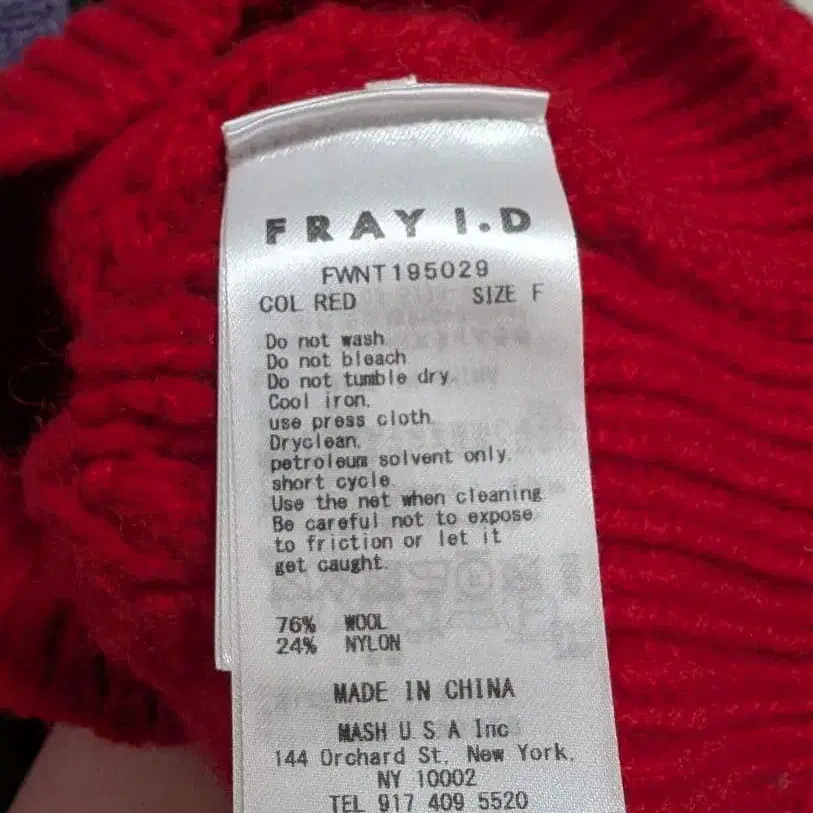 FRAY I.D
FWNT195029
COL RED SIZE F
Do not wash.
Do not bleach.
Do not tumble dry.
Cool iron.
use press cloth.
Dryclean.
petroleum solvent only.
short cycle.
Use the net when cleaning.
Be careful not to expose
to friction or let it
get caught.
76% WOOL
24% NYLON
MADE IN CHINA
MASH U.S.A Inc
144 Orchard St. New York,
NY 10002
TEL 917 409 5520